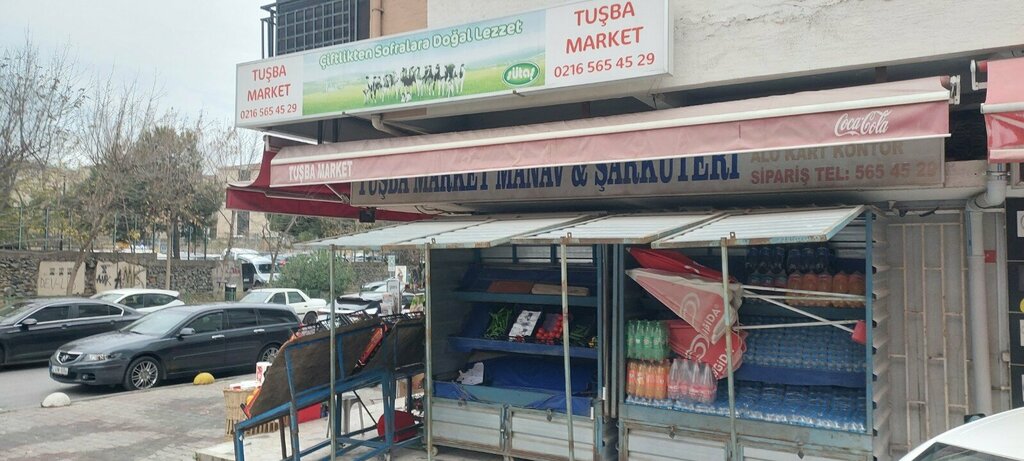 TUŞBA
MARKET
0216 565 45 29
Çiftlikten Sofralara Doğal Lezzet
sütaş
TUŞBA
MARKET
0216 565 45 29
TUŞBA MARKET
Coca-Cola
TUŞBA MARKET MANAV & ŞARKÜTERİ
ALO KART KONTÖR
SİPARİŞ TEL: 565 45 29